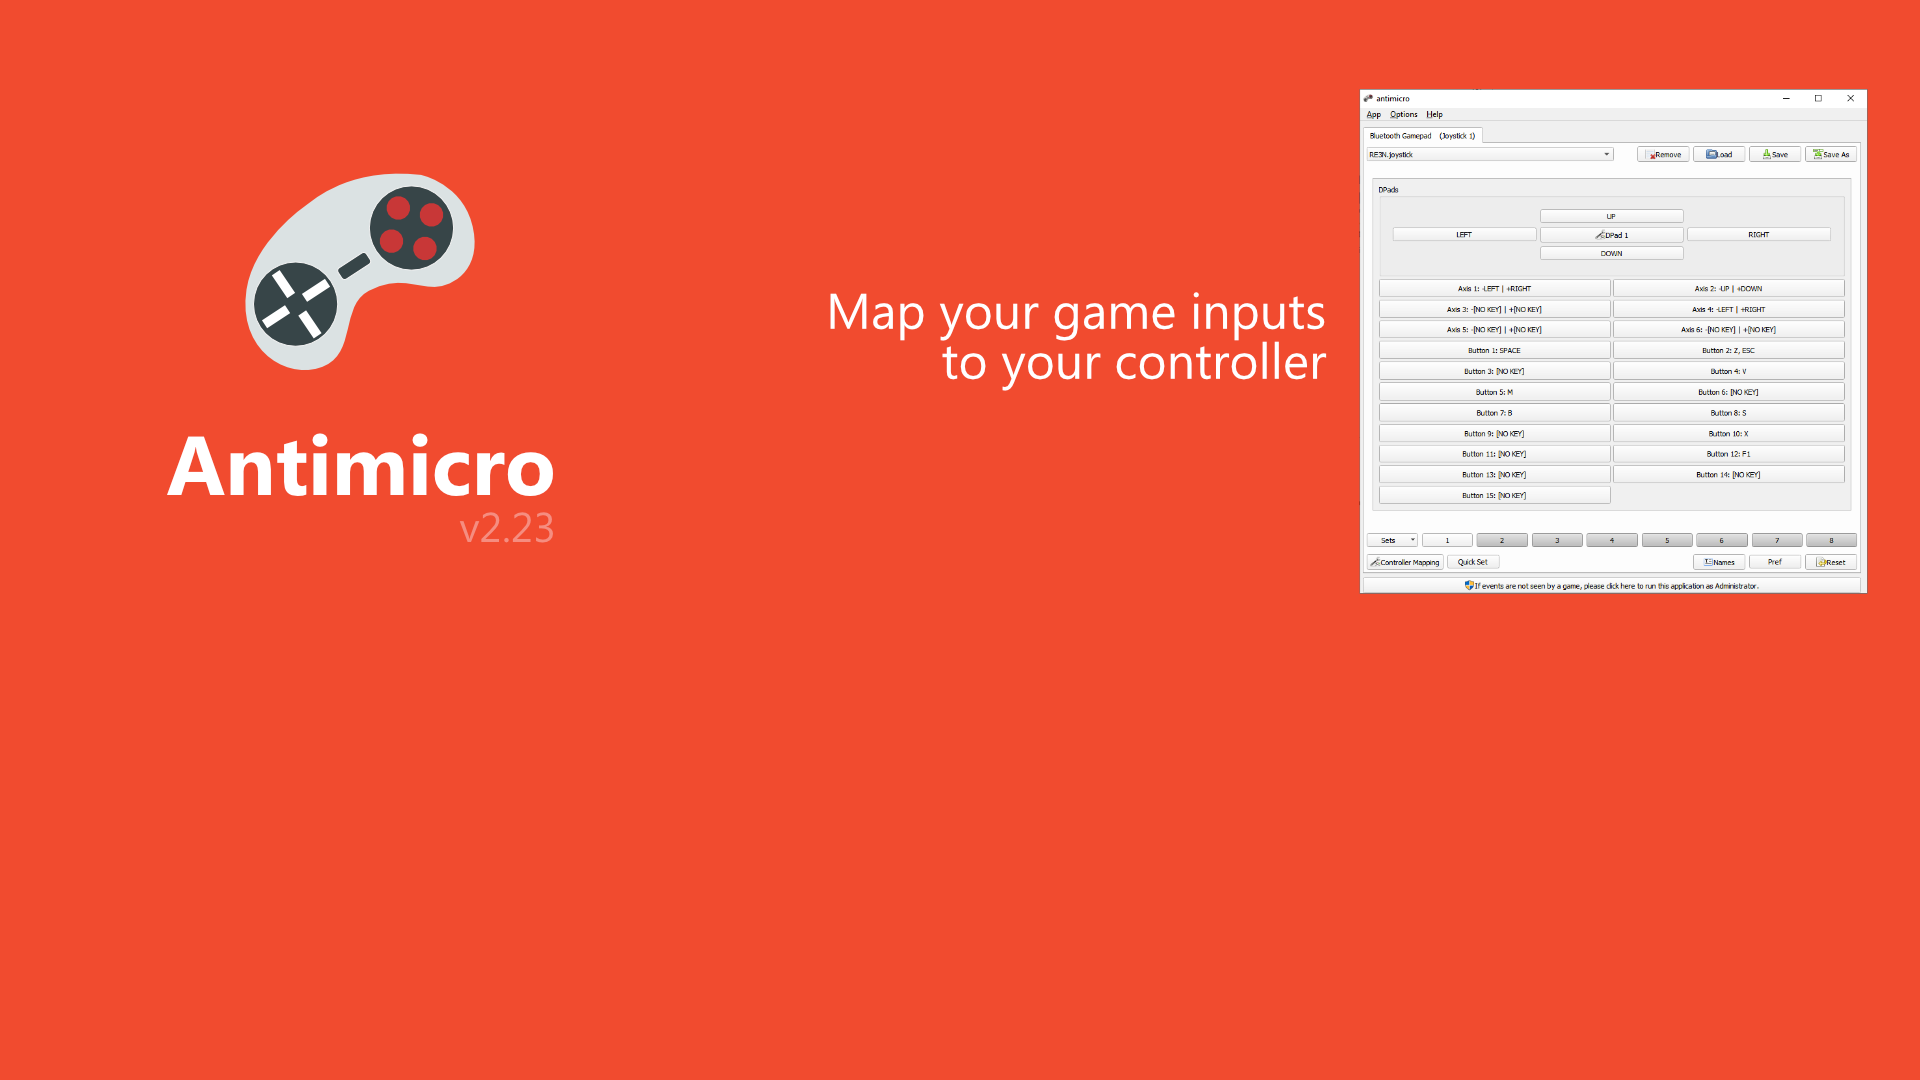 Antimicro
v2.23
Map your game inputs
to your controller
antimicro
App Options Help
Bluetooth Gamepad (Joystick 1)
RE3N.joystick Remove Load Save Save As
DPads
UP
LEFT DPad 1 RIGHT
DOWN
Axis 1: -LEFT | +RIGHT Axis 2: -UP | +DOWN
Axis 3: -[NO KEY] | +[NO KEY] Axis 4: -LEFT | +RIGHT
Axis 5: -[NO KEY] | +[NO KEY] Axis 6: -[NO KEY] | +[NO KEY]
Button 1: SPACE Button 2: Z, ESC
Button 3: [NO KEY] Button 4: V
Button 5: M Button 6: [NO KEY]
Button 7: B Button 8: S
Button 9: [NO KEY] Button 10: X
Button 11: [NO KEY] Button 12: F1
Button 13: [NO KEY] Button 14: [NO KEY]
Button 15: [NO KEY]
Sets 1 2 3 4 5 6 7 8
Controller Mapping Quick Set Names Pref Reset
If events are not seen by a game, please click here to run this application as Administrator.